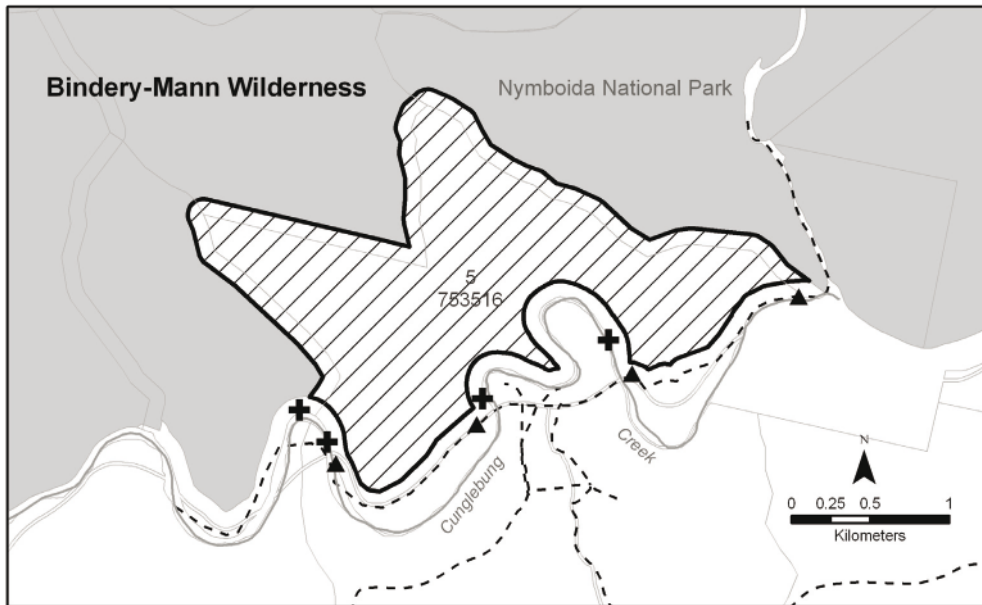 Bindery-Mann Wilderness
Nymboida National Park
5
753516
Cunglebung
Creek
N
0 0.25 0.5 1
Kilometers